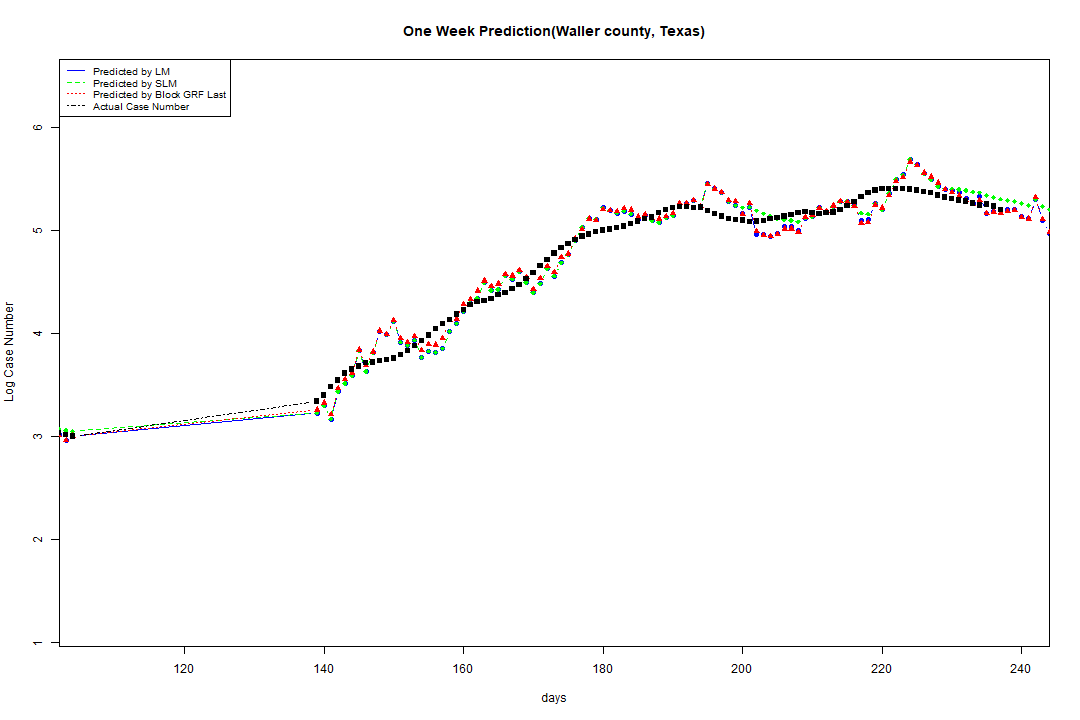 One Week Prediction(Waller county, Texas)
Predicted by LM
Predicted by SLM
Predicted by Block GRF Last
Actual Case Number
6
5
4
3
2
1
Log Case Number
120 140 160 180 200 220 240
days